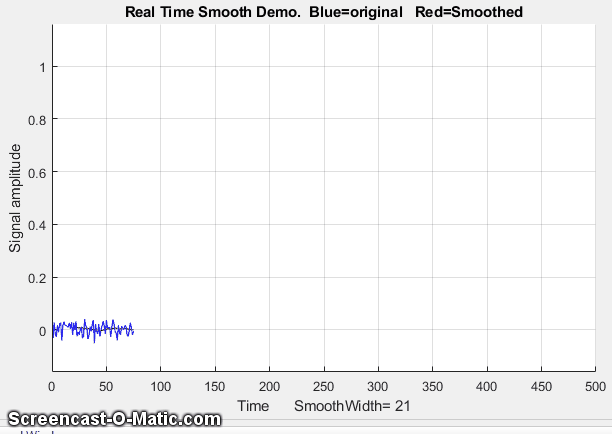 Real Time Smooth Demo.  Blue=original   Red=Smoothed
1
0.8
0.6
0.4
0.2
0
Signal amplitude
0 50 100 150 200 250 300 350 400 450 500
Time SmoothWidth= 21
Screencast-O-Matic.com